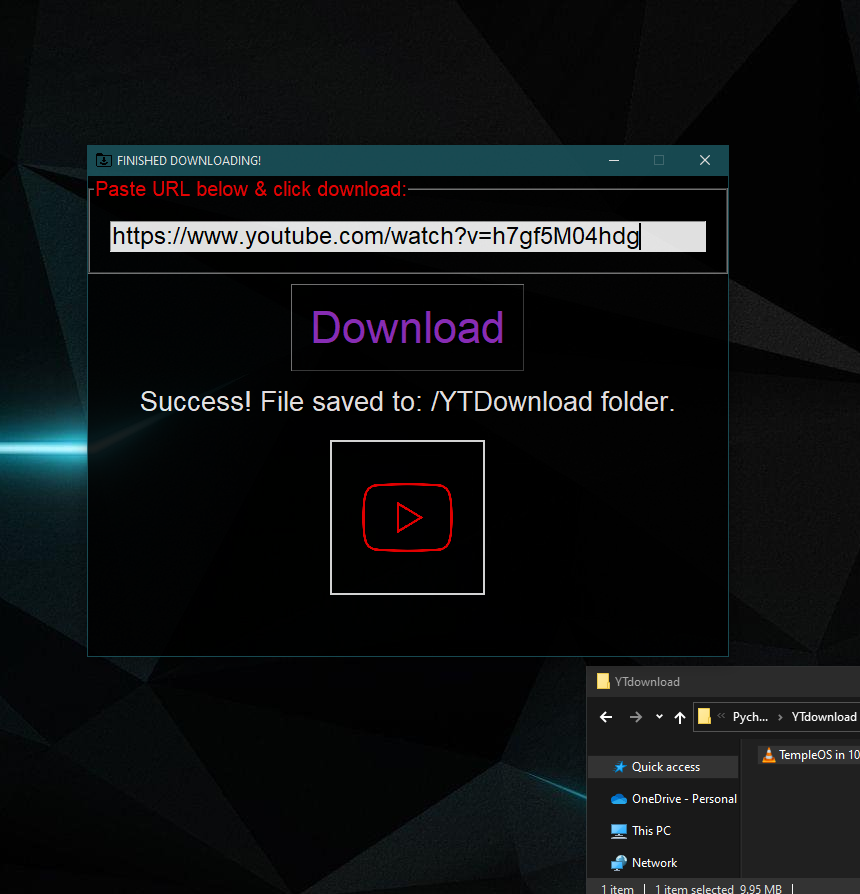 FINISHED DOWNLOADING!
Paste URL below & click download:
https://www.youtube.com/watch?v=h7gf5M04hdg
Download
Success! File saved to: /YTDownload folder.
YTdownload
Pych... YTdownload
Quick access
TempleOS in 10
OneDrive - Personal
This PC
Network
1 item 1 item selected 9.95 MB